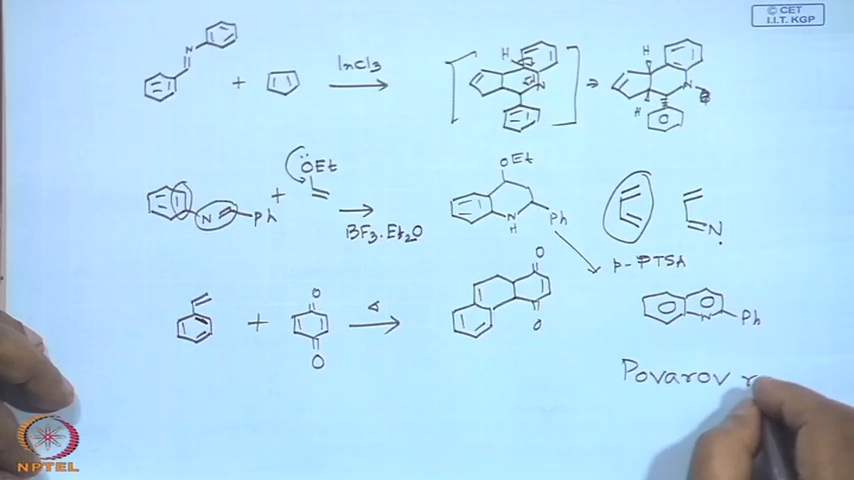 © CET
I.I.T. KGP
N
+
InCl3
H
N
H
N
H
+
OEt
N
Ph
BF3.Et2O
OEt
N
H
Ph
N
p-PTSA
+
O
O
Δ
O
O
N
Ph
Povarov r
NPTEL